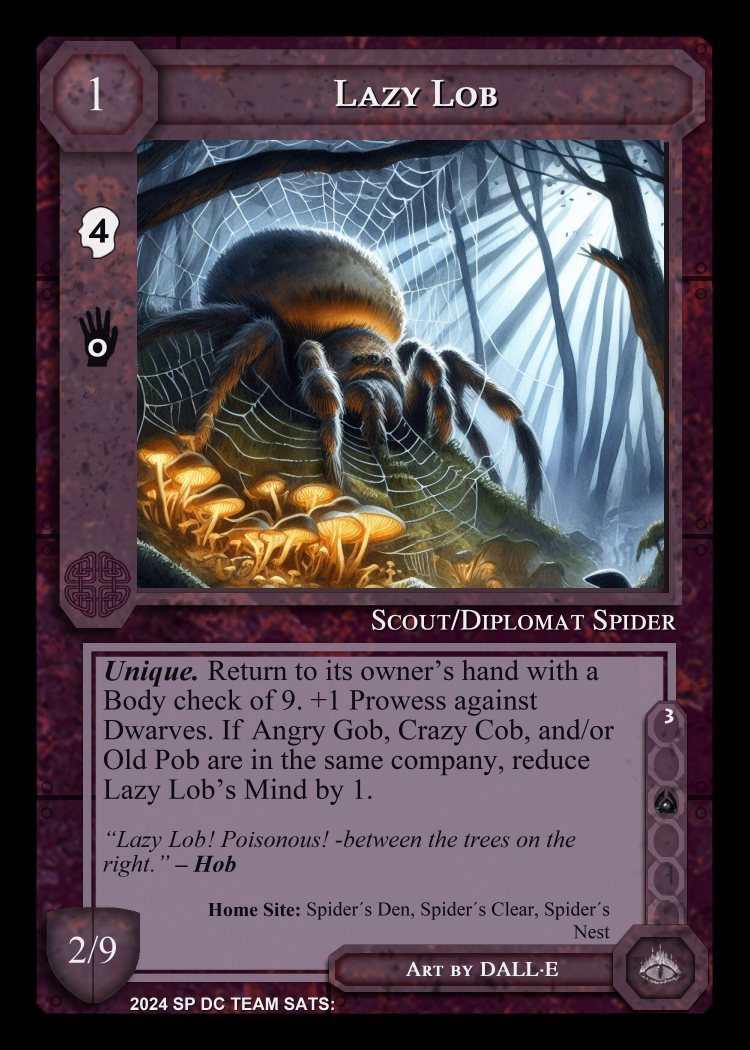 1
Lazy Lob
4
0
Scout/Diplomat Spider
Unique. Return to its owner's hand with a
Body check of 9. +1 Prowess against
Dwarves. If Angry Gob, Crazy Cob, and/or
Old Pob are in the same company, reduce
Lazy Lob's Mind by 1.
3
"Lazy Lob! Poisonous! -between the trees on the
right." – Hob
Home Site: Spider´s Den, Spider´s Clear, Spider´s
Nest
2/9
Art by DALL·E
2024 SP DC TEAM SATS: